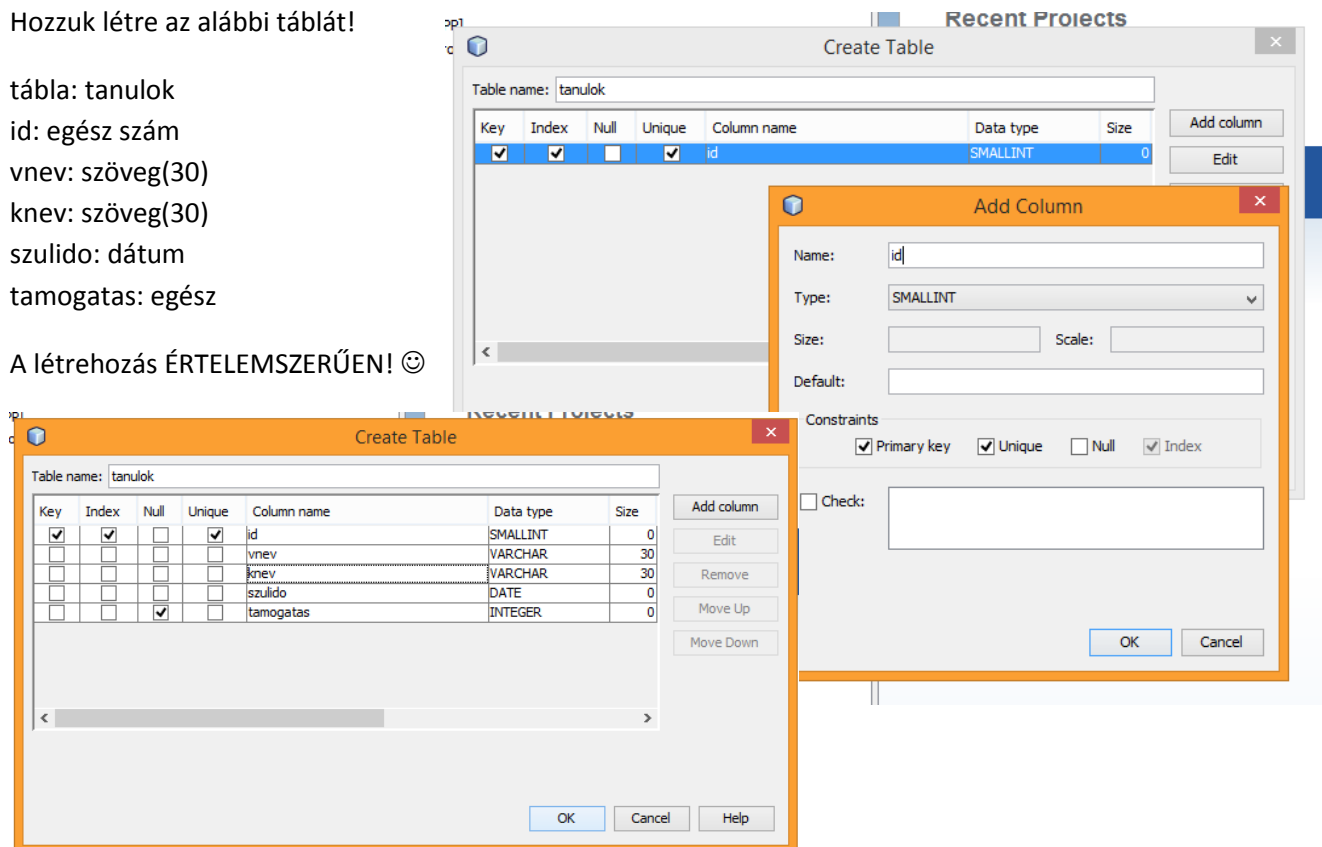 Hozzuk létre az alábbi táblát!
tábla: tanulok
id: egész szám
vnev: szöveg(30)
knev: szöveg(30)
szulido: dátum
tamogatas: egész
A létrehozás ÉRTELEMSZERŰEN! ☺
Recent Projects
Create Table
Table name: tanulok
Key Index Null Unique Column name Data type Size
id SMALLINT 0
Add column
Edit
Add Column
Name: id
Type: SMALLINT
Size: Scale:
Default:
Constraints
Primary key Unique Null Index
Check:
OK Cancel
Recent Projects
Create Table
Table name: tanulok
Key Index Null Unique Column name Data type Size
id SMALLINT 0
vnev VARCHAR 30
knev VARCHAR 30
szulido DATE 0
tamogatas INTEGER 0
Add column
Edit
Remove
Move Up
Move Down
OK Cancel Help